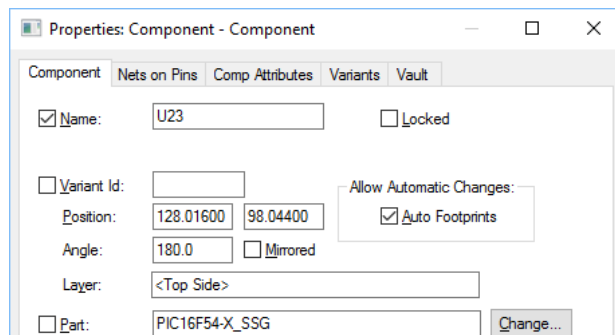 Properties: Component - Component
Component Nets on Pins Comp Attributes Variants Vault
Name: U23 Locked
Variant Id: Allow Automatic Changes:
Position: 128.01600 98.04400 Auto Footprints
Angle: 180.0 Mirrored
Layer: <Top Side>
Part: PIC16F54-X_SSG Change...